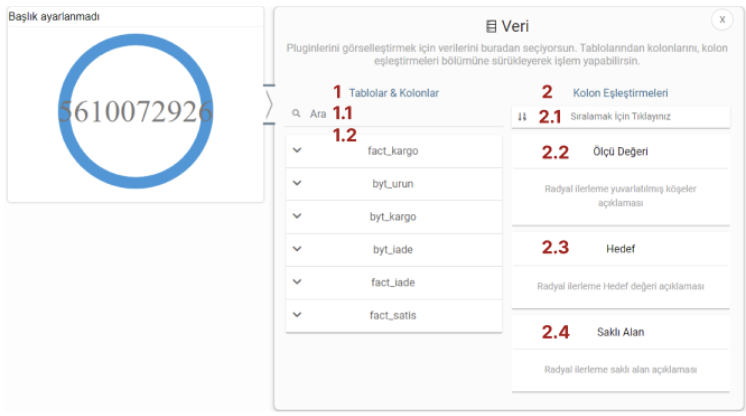 Başlık ayarlanmadı
5610072926
x
Veri
Pluginlerini görselleştirmek için verilerini buradan seçiyorsun. Tablolarından kolonlarını, kolon
eşleştirmeleri bölümüne sürükleyerek işlem yapabilirsin.
1 Tablolar & Kolonlar
Ara 1.1
1.2
fact_kargo
byt_urun
byt_kargo
byt_iade
fact_iade
fact_satis
2 Kolon Eşleştirmeleri
2.1 Sıralamak İçin Tıklayınız
2.2 Ölçü Değeri
Radyal ilerleme yuvarlatılmış köşeler
açıklaması
2.3 Hedef
Radyal ilerleme Hedef değeri açıklaması
2.4 Saklı Alan
Radyal ilerleme saklı alan açıklaması